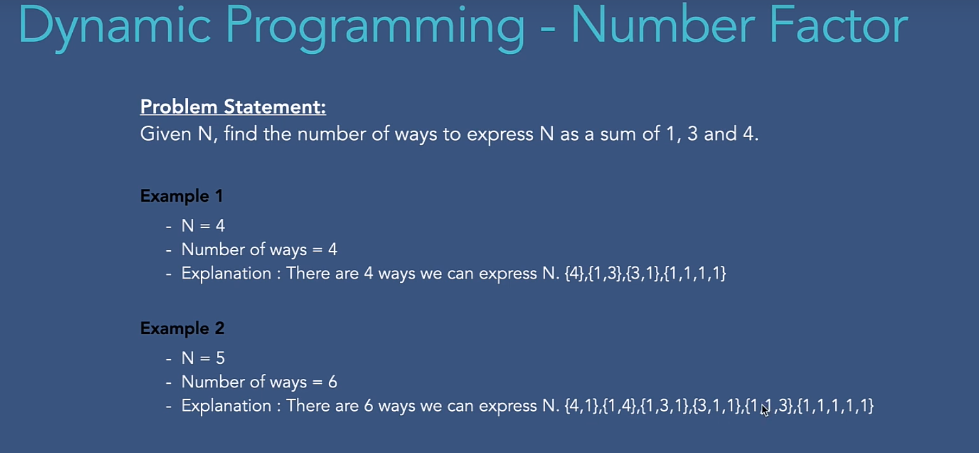 Dynamic Programming - Number Factor
Problem Statement:
Given N, find the number of ways to express N as a sum of 1, 3 and 4.
Example 1
- N = 4
- Number of ways = 4
- Explanation : There are 4 ways we can express N. {4},{1,3},{3,1},{1,1,1,1}
Example 2
- N = 5
- Number of ways = 6
- Explanation : There are 6 ways we can express N. {4,1},{1,4},{1,3,1},{3,1,1},{1,1,3},{1,1,1,1,1}